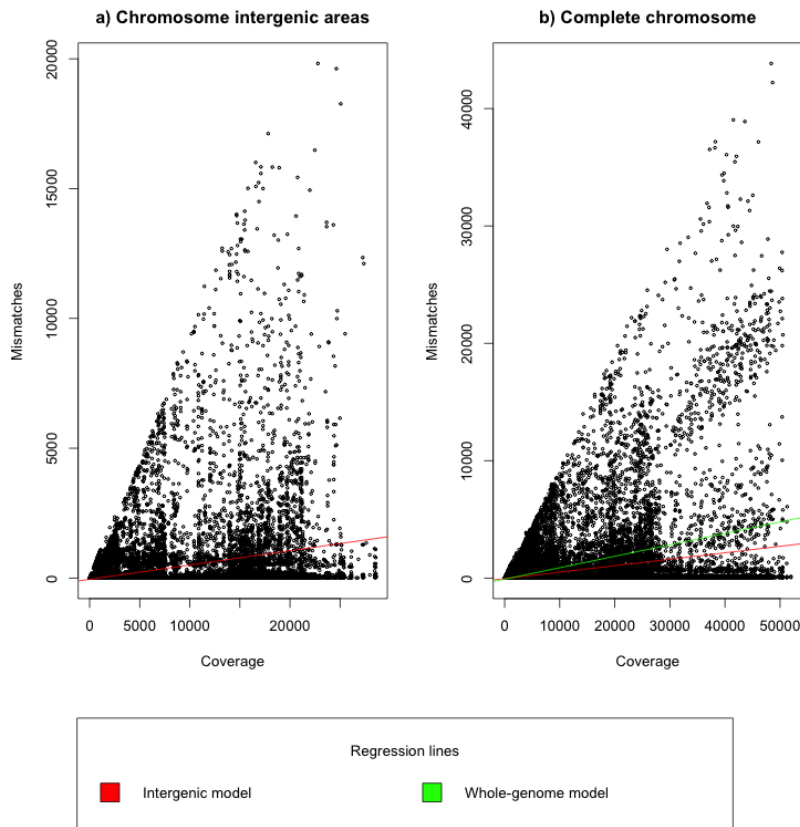 a) Chromosome intergenic areas
Mismatches
20000
15000
10000
5000
0
0 5000 10000 20000
Coverage
b) Complete chromosome
Mismatches
40000
30000
20000
10000
0
0 10000 20000 30000 40000 50000
Coverage
Regression lines
Intergenic model
Whole-genome model